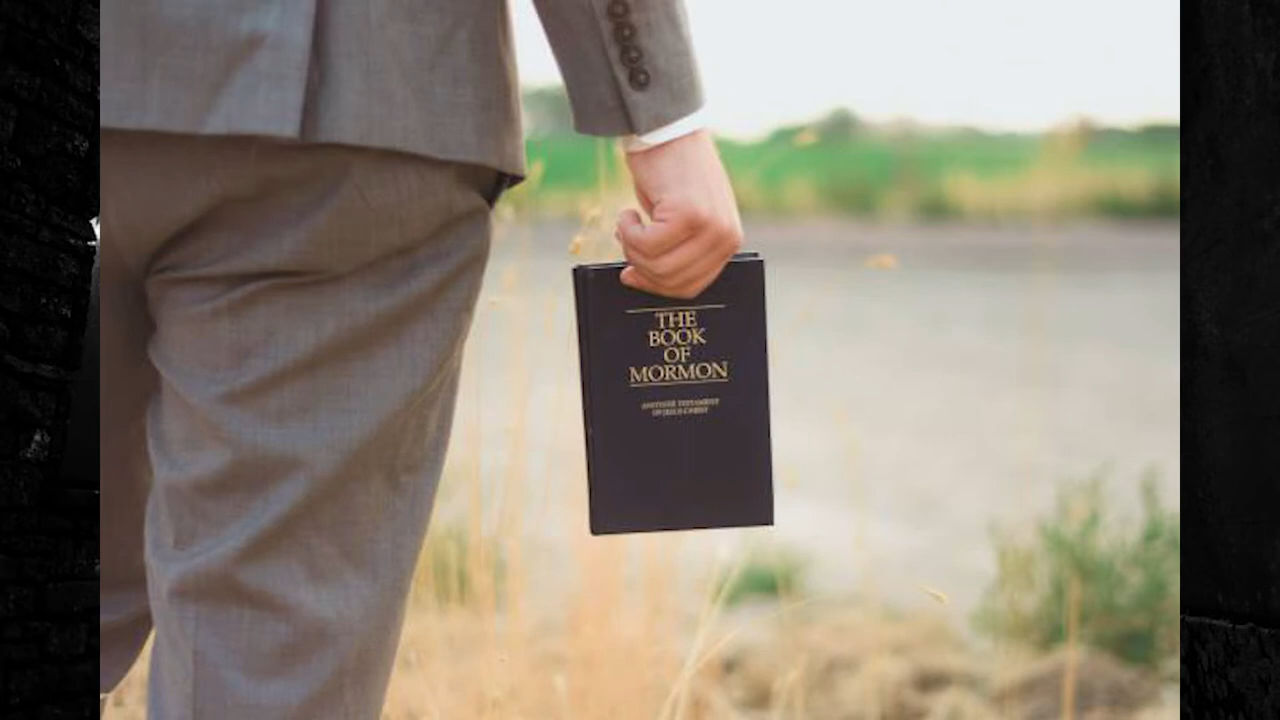 THE
BOOK
OF
MORMON
ANOTHER TESTAMENT
OF JESUS CHRIST